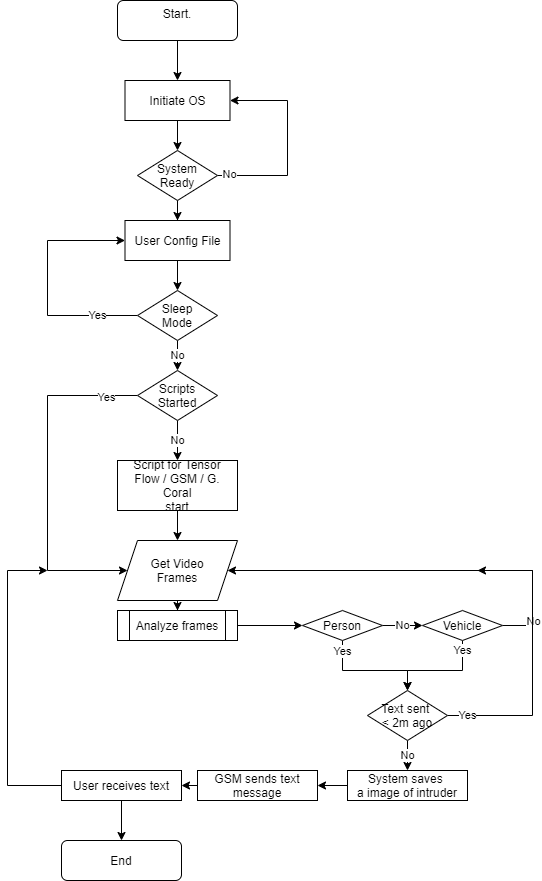 Start.
Initiate OS
System
Ready
No
User Config File
Sleep
Mode
Yes
No
Scripts
Started
Yes
No
Script for Tensor
Flow / GSM / G.
Coral
start
Get Video
Frames
Analyze frames
Person
No
Vehicle
No
Yes
Yes
Text sent
< 2m ago
Yes
No
User receives text
GSM sends text
message
System saves
a image of intruder
End